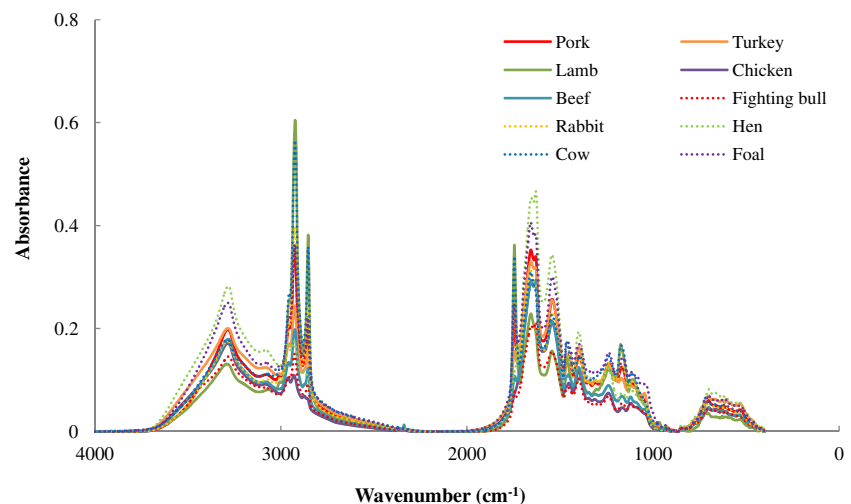 0.8
0.6
0.4
0.2
0
Absorbance
Pork
Turkey
Lamb
Chicken
Beef
Fighting bull
Rabbit
Hen
Cow
Foal
4000 3000 2000 1000 0
Wavenumber (cm⁻¹)